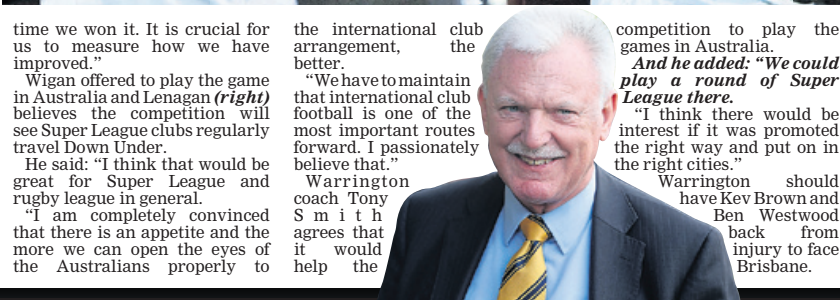 time we won it. It is crucial for
us to measure how we have
improved.”
Wigan offered to play the game
in Australia and Lenagan (right)
believes the competition will
see Super League clubs regularly
travel Down Under.
He said: “I think that would be
great for Super League and
rugby league in general.
“I am completely convinced
that there is an appetite and the
more we can open the eyes of
the Australians properly to
the international club
arrangement, the
better.
“We have to maintain
that international club
football is one of the
most important routes
forward. I passionately
believe that.”
Warrington
coach Tony
Smith
agrees that
it would
help the
competition to play the
games in Australia.
And he added: “We could
play a round of Super
League there.
“I think there would be
interest if it was promoted
the right way and put on in
the right cities.”
Warrington should
have Kev Brown and
Ben Westwood
back from
injury to face
Brisbane.